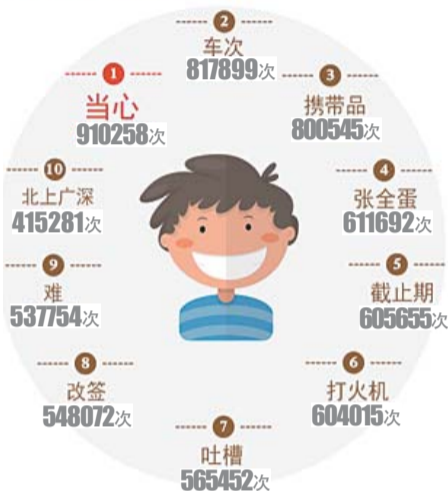 1
当心
910258次
2
车次
817899次
3
携带品
800545次
4
张全蛋
611692次
5
截止期
605655次
6
打火机
604015次
7
吐槽
565452次
8
改签
548072次
9
难
537754次
10
北上广深
415281次